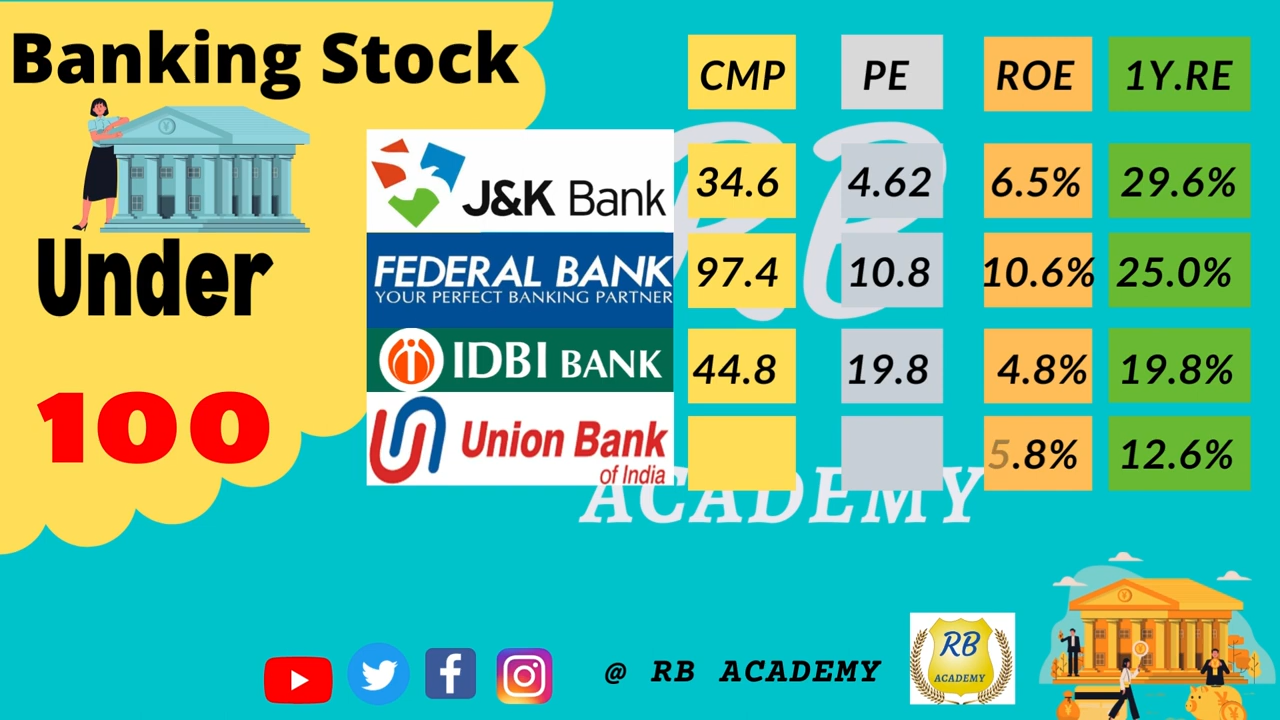 Banking Stock
Under
100
CMP PE ROE 1Y.RE
J&K Bank 34.6 4.62 6.5% 29.6%
FEDERAL BANK 97.4 10.8 10.6% 25.0%
YOUR PERFECT BANKING PARTNER
IDBI BANK 44.8 19.8 4.8% 19.8%
Union Bank 5.8% 12.6%
of India
RB
ACADEMY
@ RB ACADEMY
RB
ACADEMY